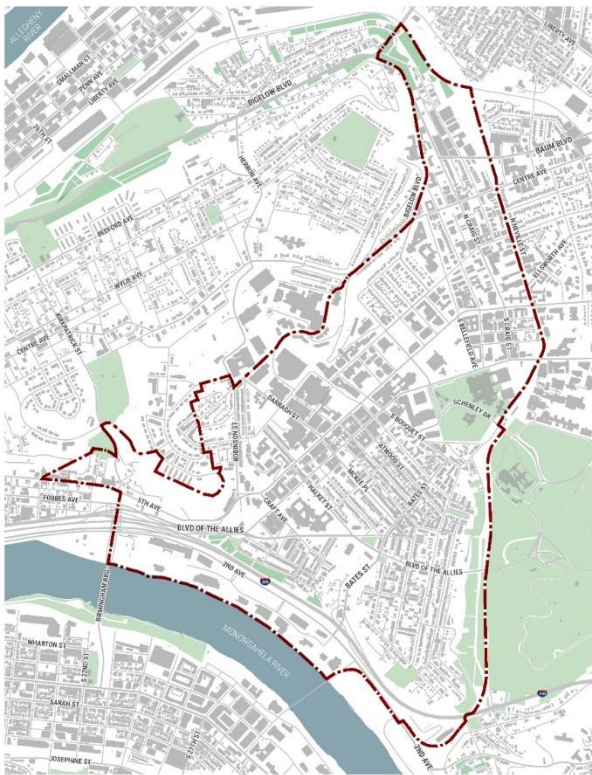 ALLEGHENY
RIVER
SMALLMAN ST
PENN AVE
LIBERTY AVE
26TH ST
LIBERTY AVE
BIGELOW BLVD
HERRON AVE
BAUM BLVD
CENTRE AVE
BIGELOW BLVD
N CRAIG ST
N NEVILLE ST
ELLSWORTH AVE
BEDFORD AVE
WYLIE AVE
KIRKPATRICK ST
CENTRE AVE
S BELLEFIELD AVE
S CRAIG ST
SCHENLEY DR
DARRAGH ST
S BOUQUET ST
ROBINSON ST
ATWOOD ST
MCKEE PL
BATES ST
HALKET ST
CRAFT AVE
FORBES AVE
5TH AVE
BLVD OF THE ALLIES
BLVD OF THE ALLIES
2ND AVE
BATES ST
BIRMINGHAM BRG
MONONGAHELA RIVER
WHARTON ST
S 22ND ST
SARAH ST
S 27TH ST
2ND AVE
JOSEPHINE ST